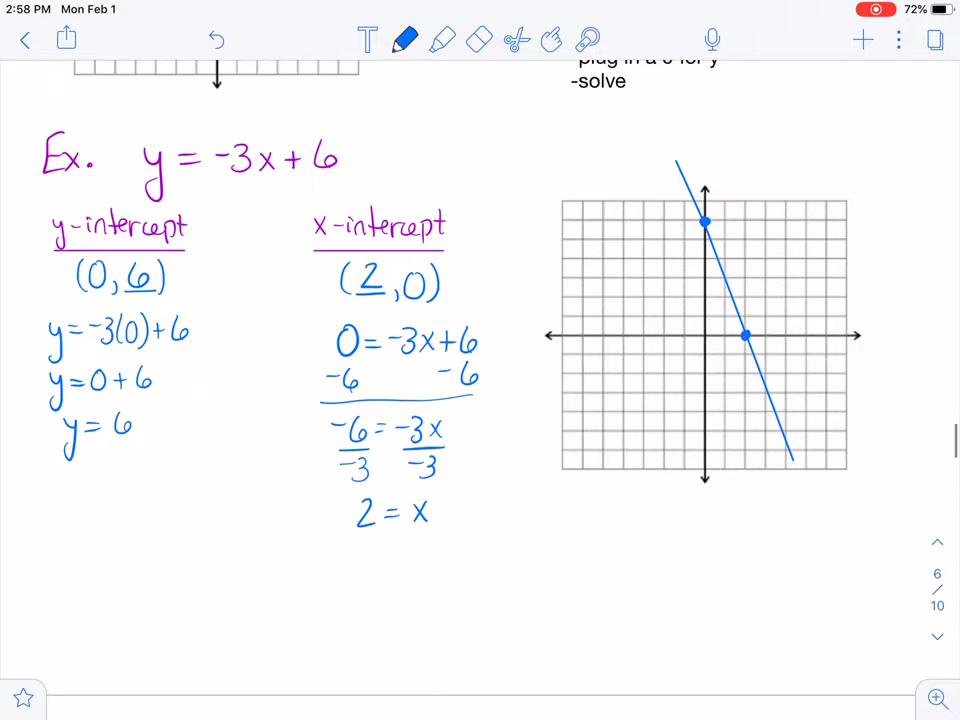 2:58 PM Mon Feb 1
72%
T
-solve
Ex. y = -3x + 6
y-intercept
(0, 6)
y = -3(0) + 6
y = 0 + 6
y = 6
x-intercept
(2, 0)
0 = -3x + 6
-6 -6
-6 = -3x
-3 -3
2 = x
6
/
10